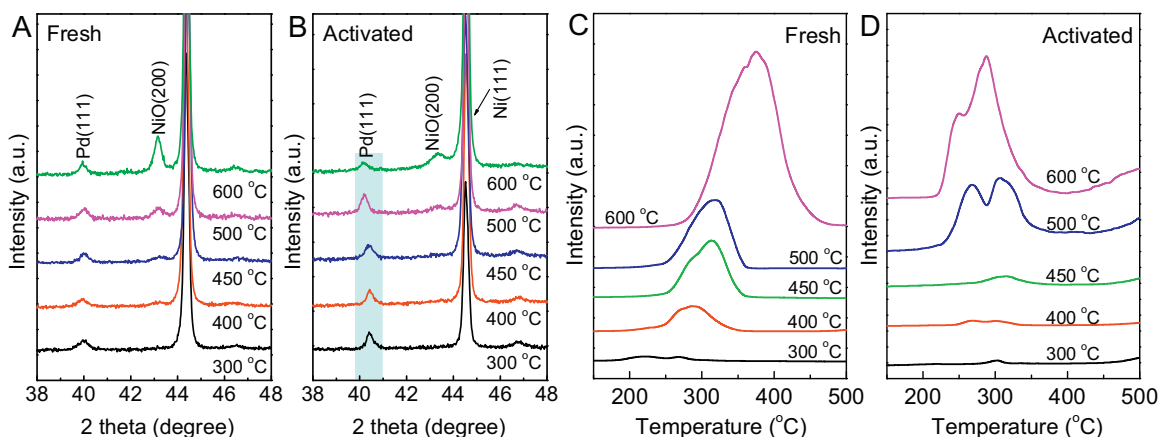 A Fresh
Pd(111)
NiO(200)
600 °C
500 °C
450 °C
400 °C
300 °C
Intensity (a.u.)
38 40 42 44 46 48
2 theta (degree)
B Activated
Pd(111)
NiO(200)
Ni(111)
600 °C
500 °C
450 °C
400 °C
300 °C
Intensity (a.u.)
38 40 42 44 46 48
2 theta (degree)
C Fresh
600 °C
500 °C
450 °C
400 °C
300 °C
Intensity (a.u.)
200 300 400 500
Temperature (°C)
D Activated
600 °C
500 °C
450 °C
400 °C
300 °C
Intensity (a.u.)
200 300 400 500
Temperature (°C)